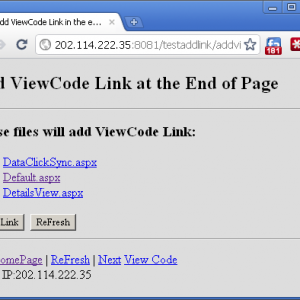 dd ViewCode Link in the e...
202.114.222.35:8081/testaddlink/addvi
181
d ViewCode Link at the End of Page
se files will add ViewCode Link:
DataClickSync.aspx
Default.aspx
DetailsView.aspx
Link ReFresh
omePage | ReFresh | Next View Code
IP:202.114.222.35